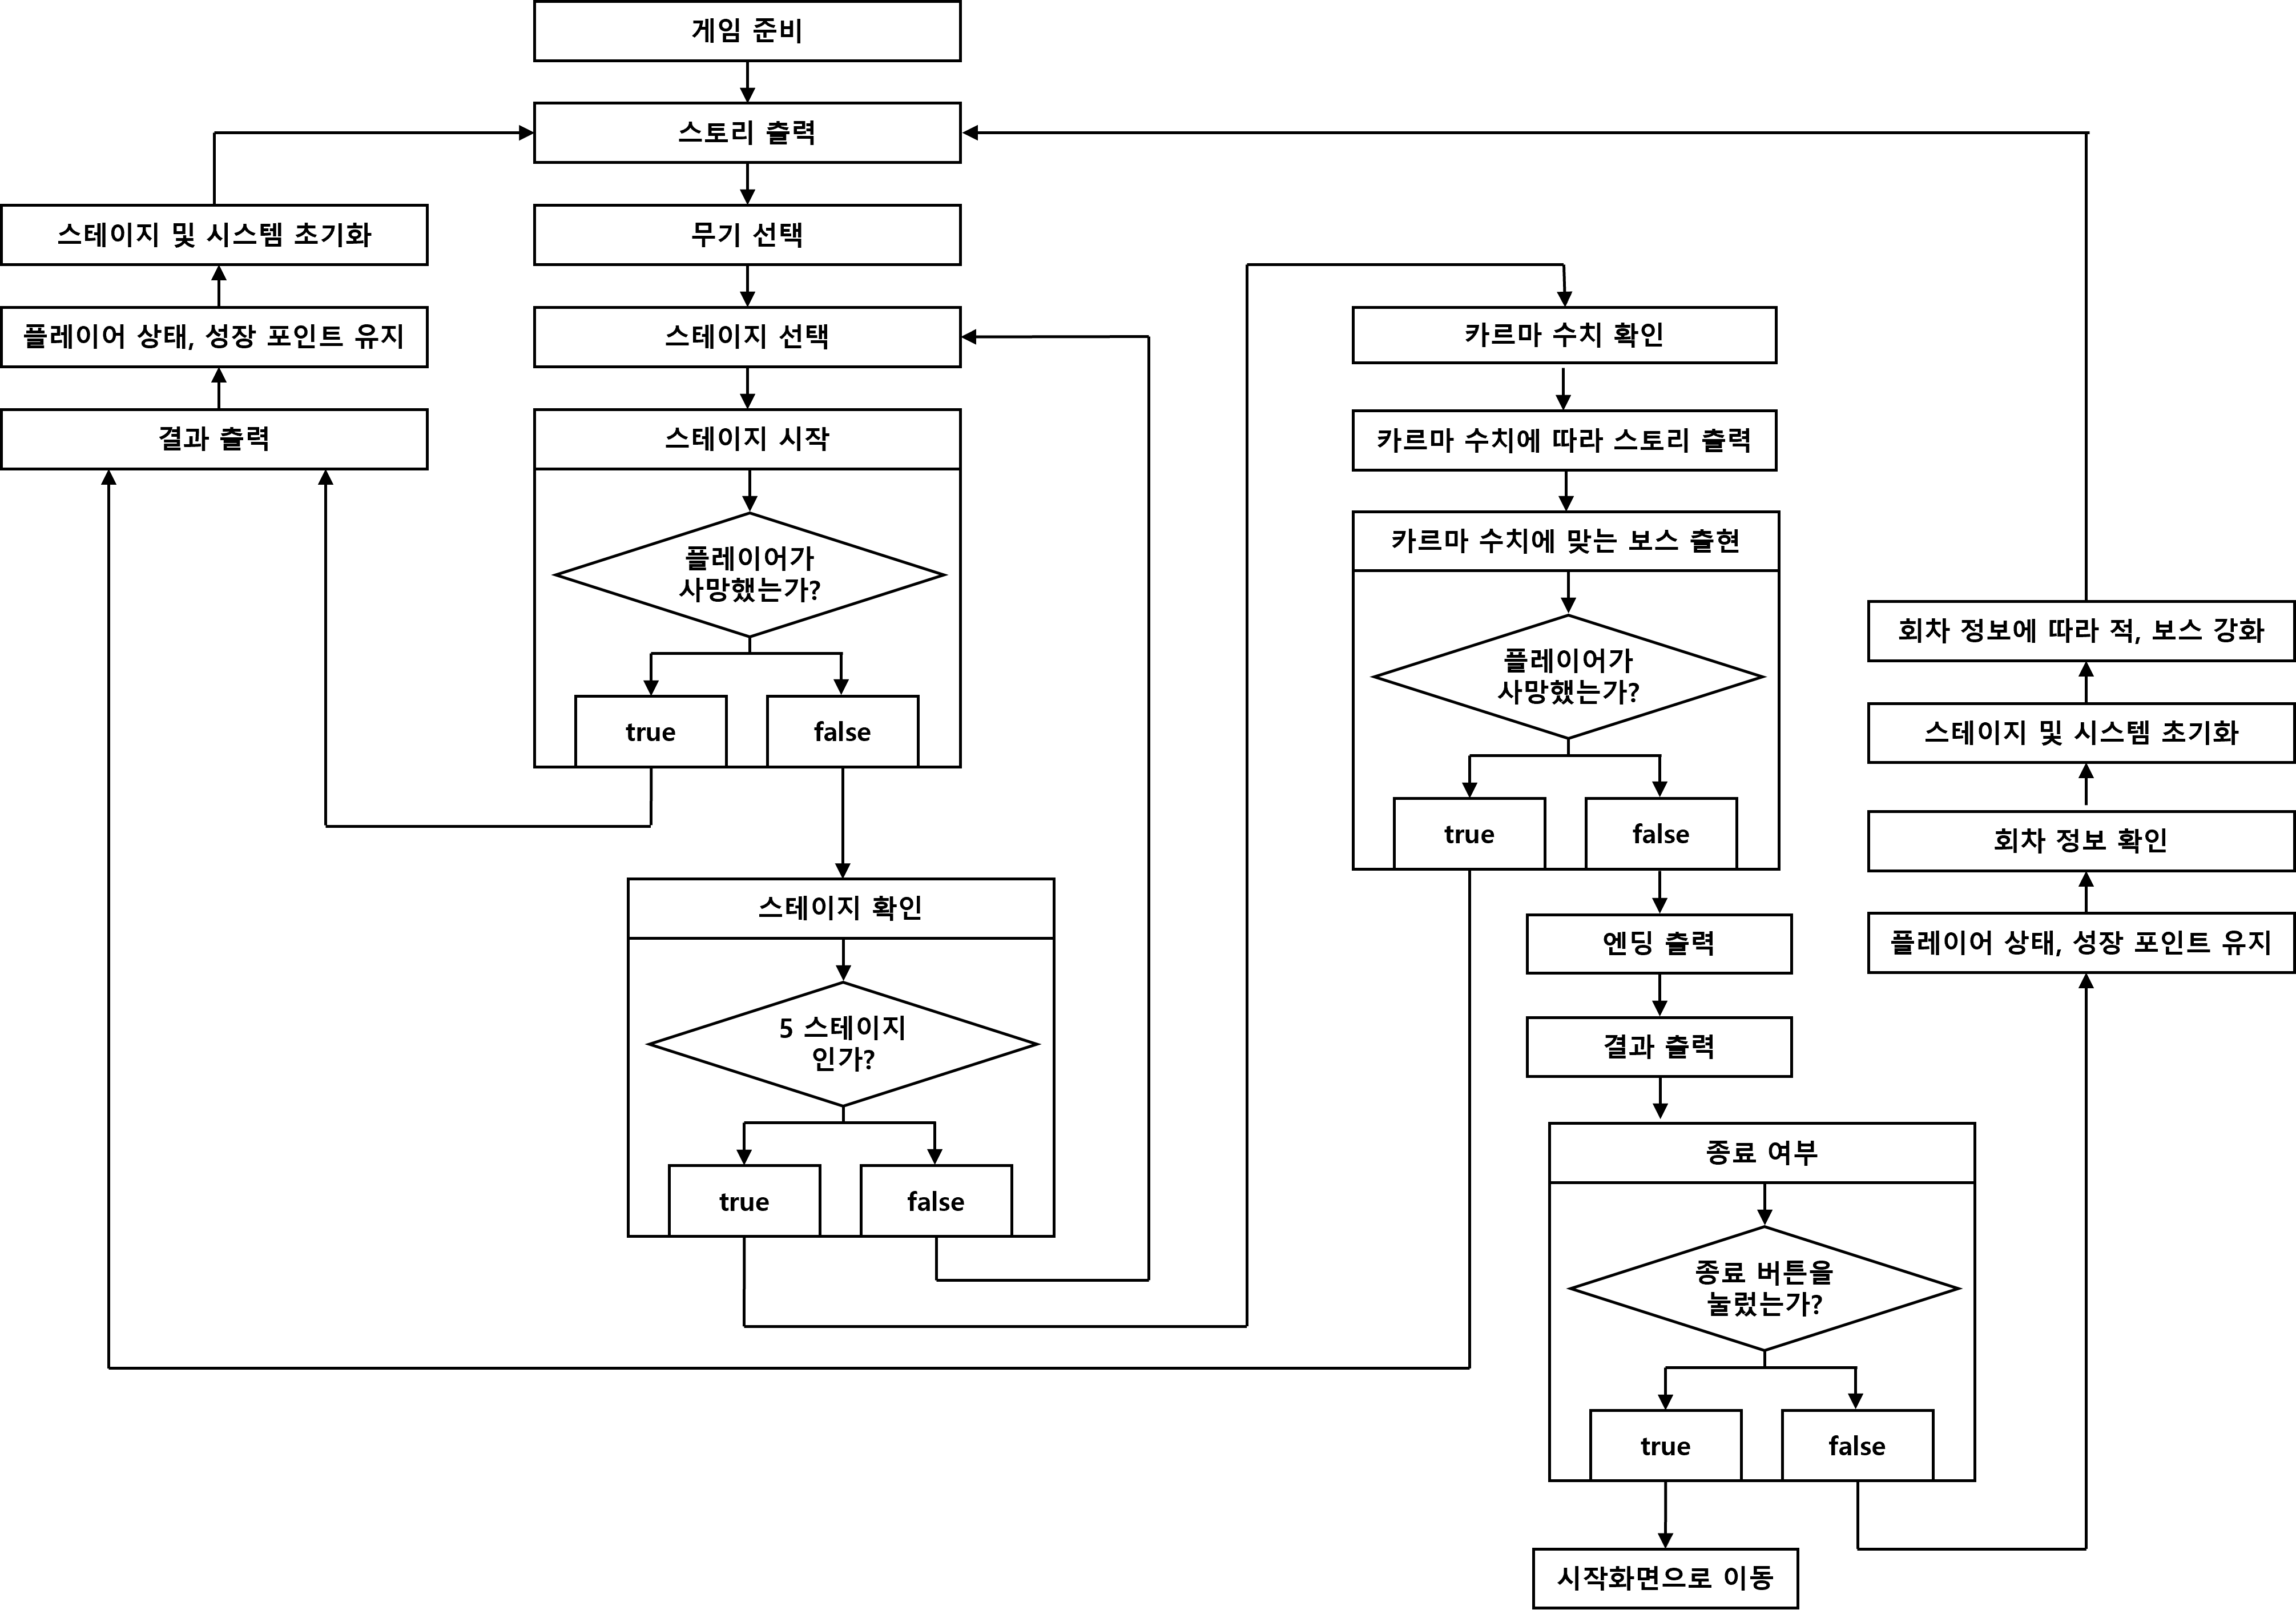 게임 준비
스토리 출력
스테이지 및 시스템 초기화
무기 선택
플레이어 상태, 성장 포인트 유지
스테이지 선택
카르마 수치 확인
결과 출력
스테이지 시작
카르마 수치에 따라 스토리 출력
플레이어가
사망했는가?
true
false
카르마 수치에 맞는 보스 출현
플레이어가
사망했는가?
true
false
회차 정보에 따라 적, 보스 강화
스테이지 및 시스템 초기화
회차 정보 확인
플레이어 상태, 성장 포인트 유지
스테이지 확인
5 스테이지
인가?
true
false
엔딩 출력
결과 출력
종료 여부
종료 버튼을
눌렀는가?
true
false
시작화면으로 이동